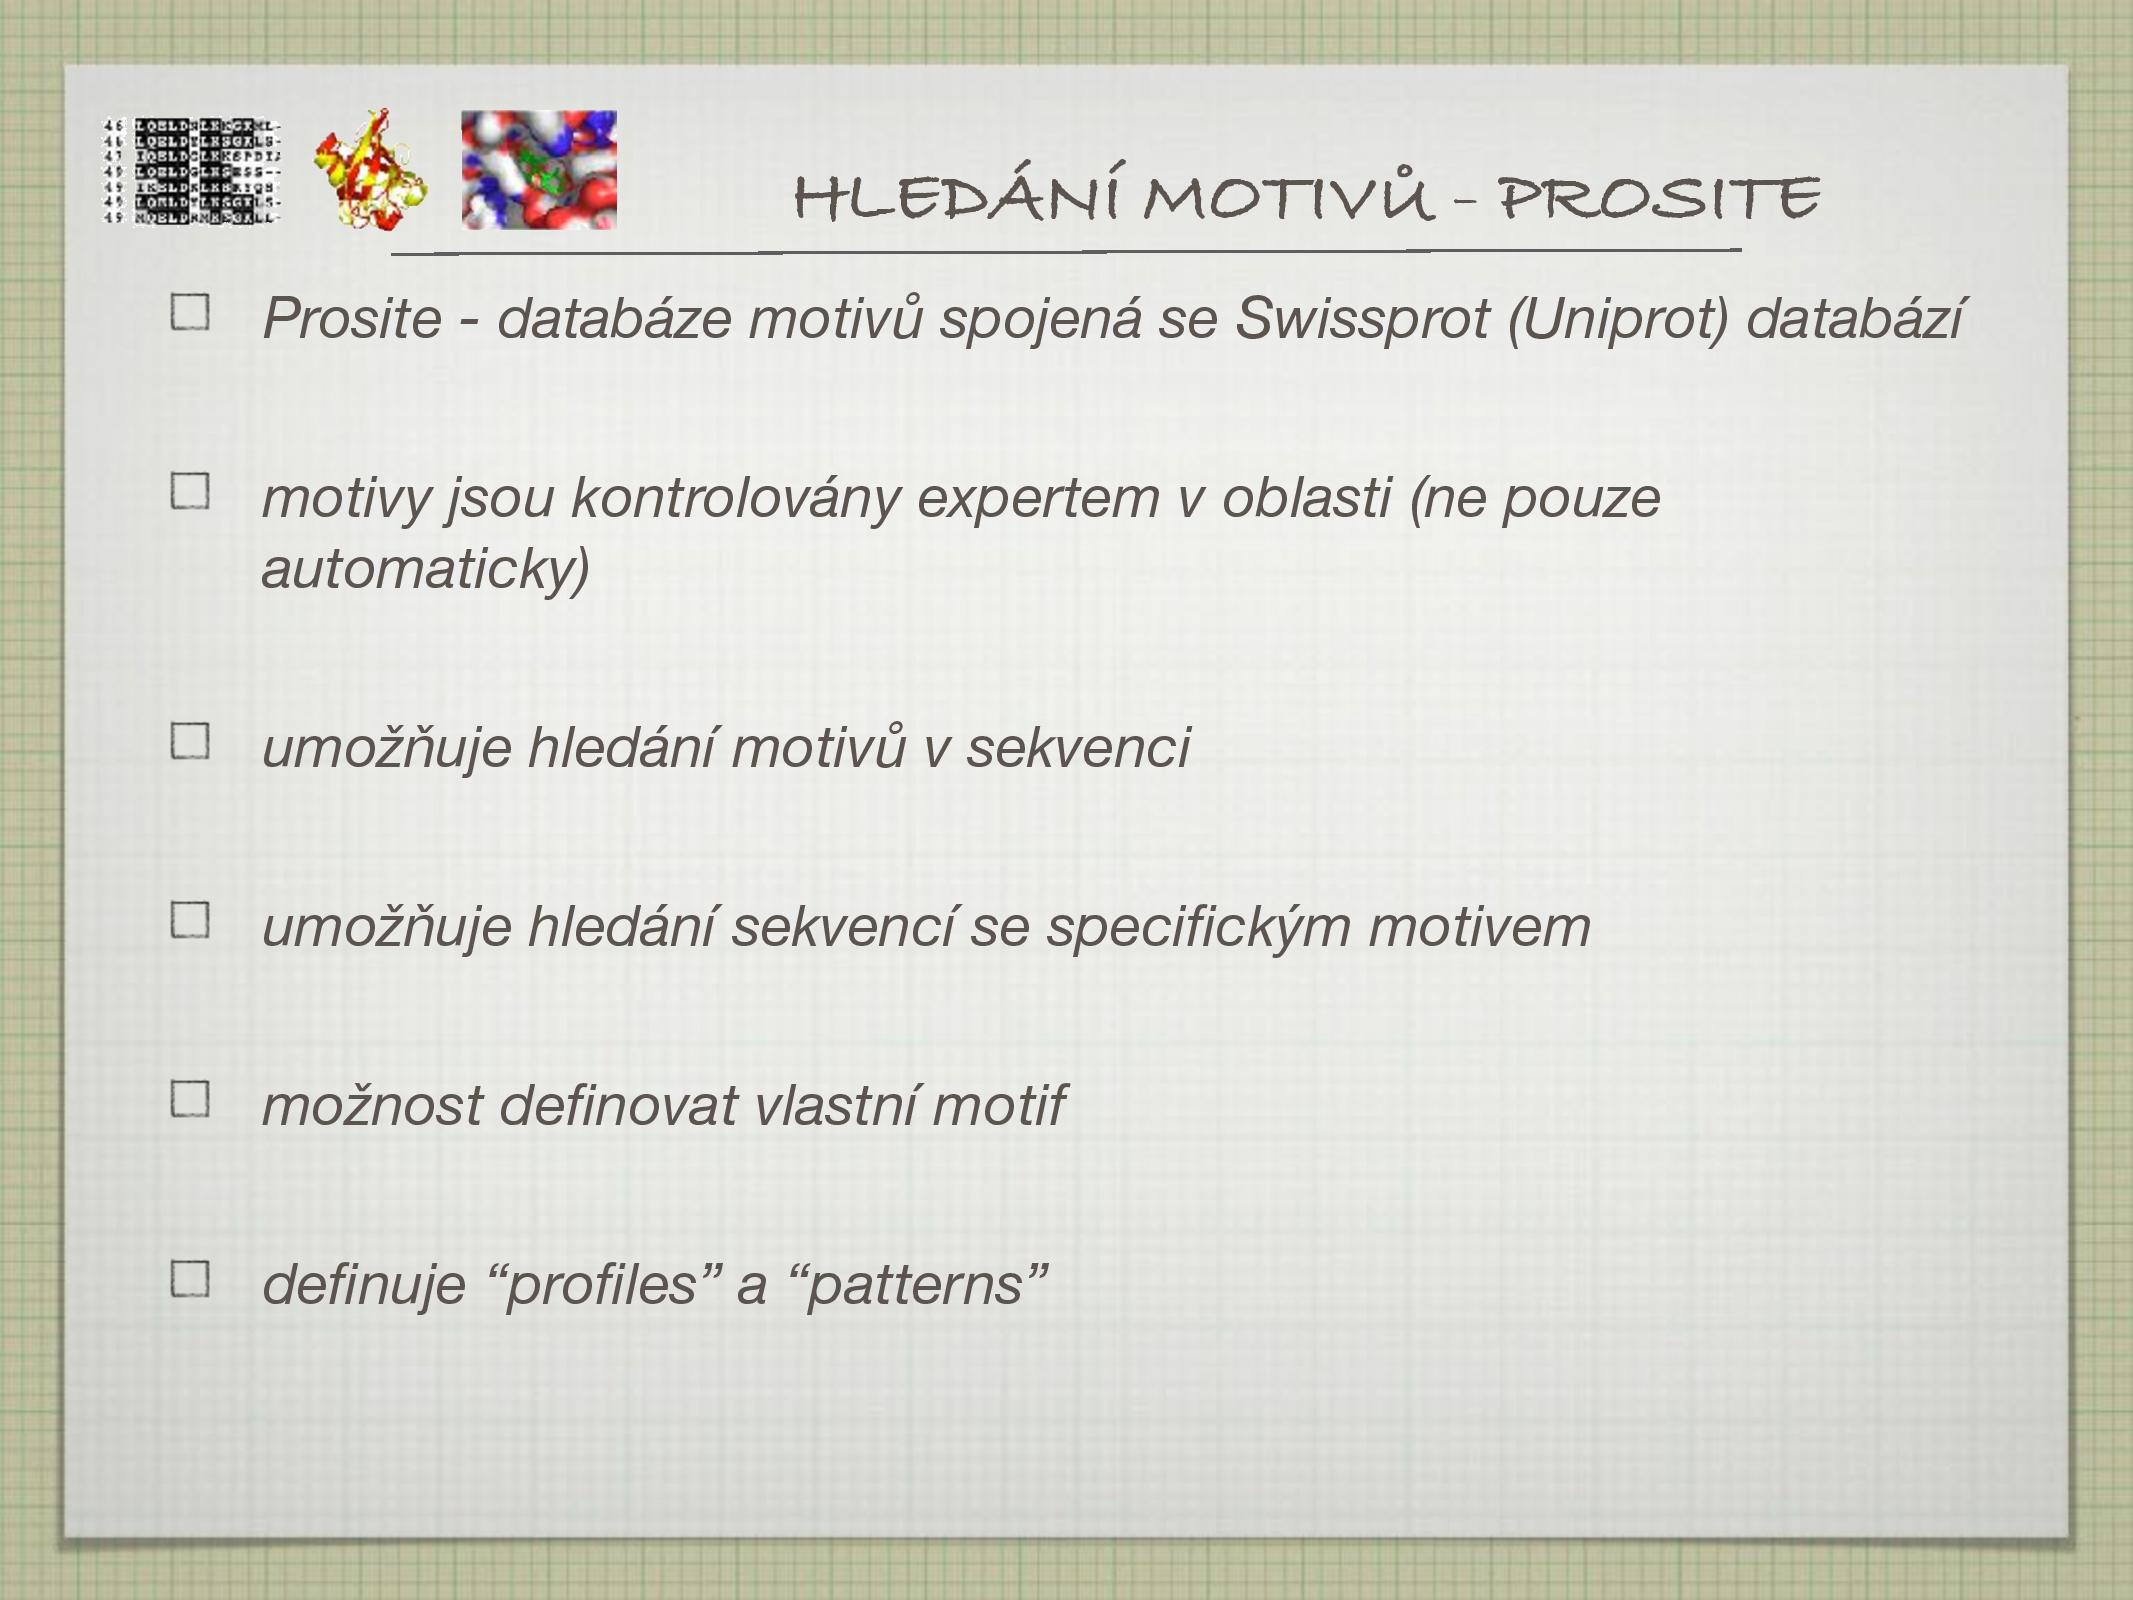 HLEDÁNÍ MOTIVŮ - PROSITE
Prosite - databáze motivů spojená se Swissprot (Uniprot) databází
motivy jsou kontrolovány expertem v oblasti (ne pouze
automaticky)
umožňuje hledání motivů v sekvenci
umožňuje hledání sekvencí se specifickým motivem
možnost definovat vlastní motif
definuje “profiles” a “patterns”